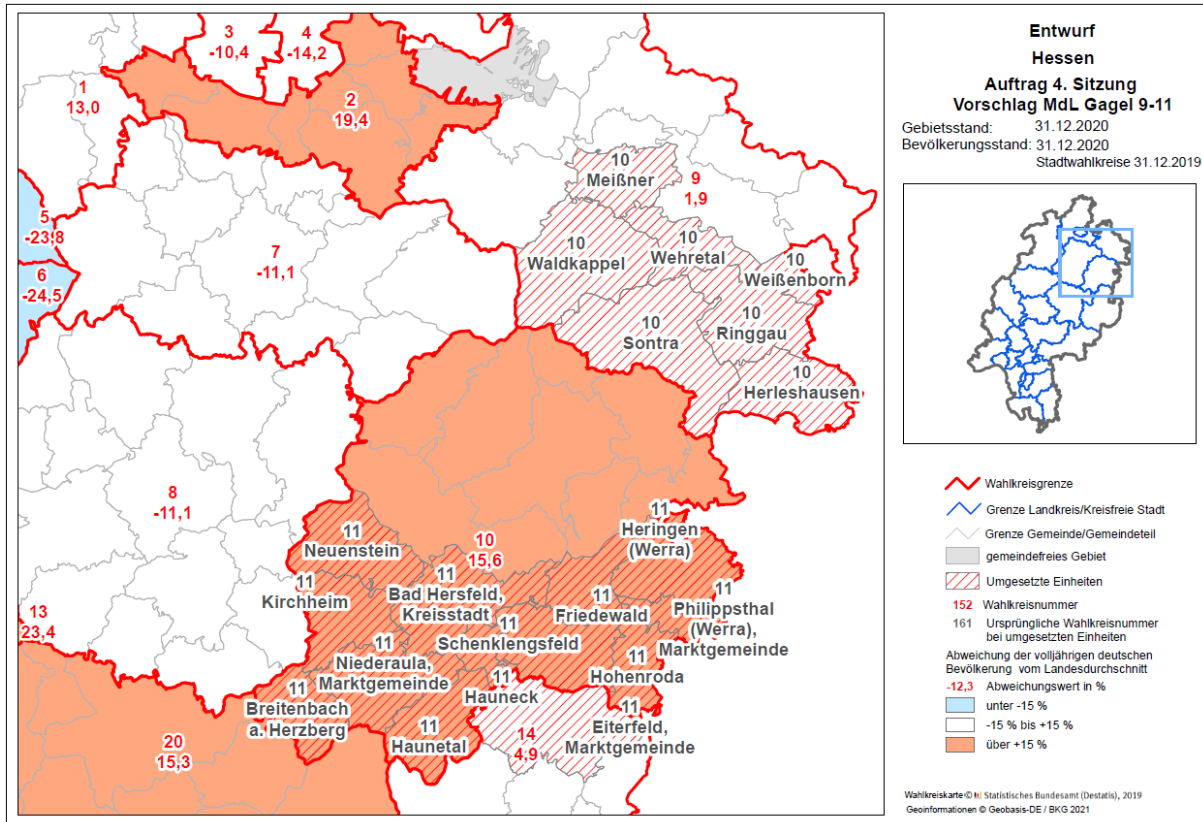 3
-10,4
4
-14,2
1
13,0
2
19,4
5
-23,8
6
-24,5
7
-11,1
10
Meißner
9
1,9
10
Waldkappel
10
Wehretal
10
Weißenborn
10
Sontra
10
Ringgau
10
Herleshausen
8
-11,1
13
23,4
11
Neuenstein
11
Kirchheim
10
15,6
11
Bad Hersfeld,
Kreisstadt
11
Heringen
(Werra)
11
Friedewald
11
Philippsthal
(Werra),
Marktgemeinde
11
Schenklengsfeld
11
Niederaula,
Marktgemeinde
11
Hohenroda
11
Hauneck
11
Breitenbach
a. Herzberg
11
Haunetal
11
Eiterfeld,
Marktgemeinde
14
4,9
20
15,3
Entwurf
Hessen
Auftrag 4. Sitzung
Vorschlag MdL Gagel 9-11
Gebietsstand: 31.12.2020
Bevölkerungsstand: 31.12.2020
Stadtwahlkreise 31.12.2019
Wahlkreisgrenze
Grenze Landkreis/Kreisfreie Stadt
Grenze Gemeinde/Gemeindeteil
gemeindefreies Gebiet
Umgesetzte Einheiten
152 Wahlkreisnummer
161 Ursprüngliche Wahlkreisnummer
bei umgesetzten Einheiten
Abweichung der volljährigen deutschen
Bevölkerung vom Landesdurchschnitt
-12,3 Abweichungswert in %
unter -15 %
-15 % bis +15 %
über +15 %
Wahlkreiskarte © Statistisches Bundesamt (Destatis), 2019
Geoinformationen © Geobasis-DE / BKG 2021